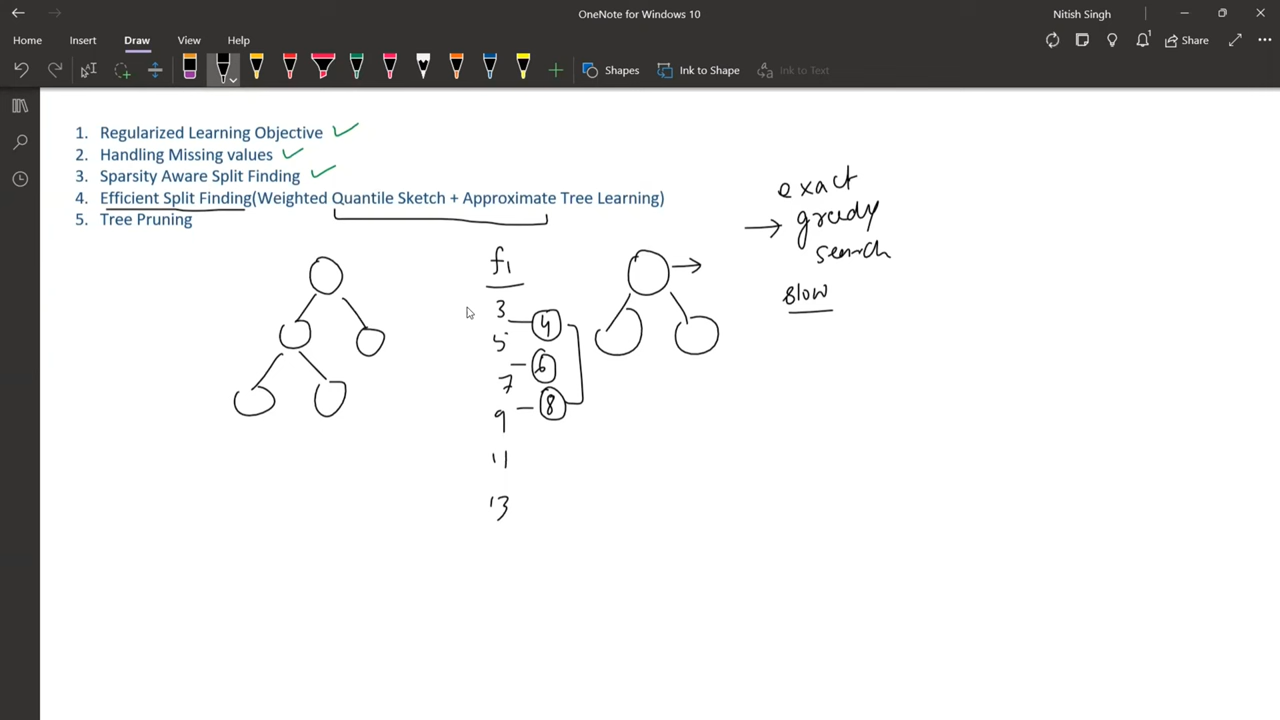 OneNote for Windows 10
Nitish Singh
Home Insert Draw View Help
Share
Shapes Ink to Shape Ink to Text
1. Regularized Learning Objective
2. Handling Missing values
3. Sparsity Aware Split Finding
4. Efficient Split Finding(Weighted Quantile Sketch + Approximate Tree Learning)
5. Tree Pruning
exact
→ greedy
search
slow
f1
3
4
5
6
7
8
9
11
13